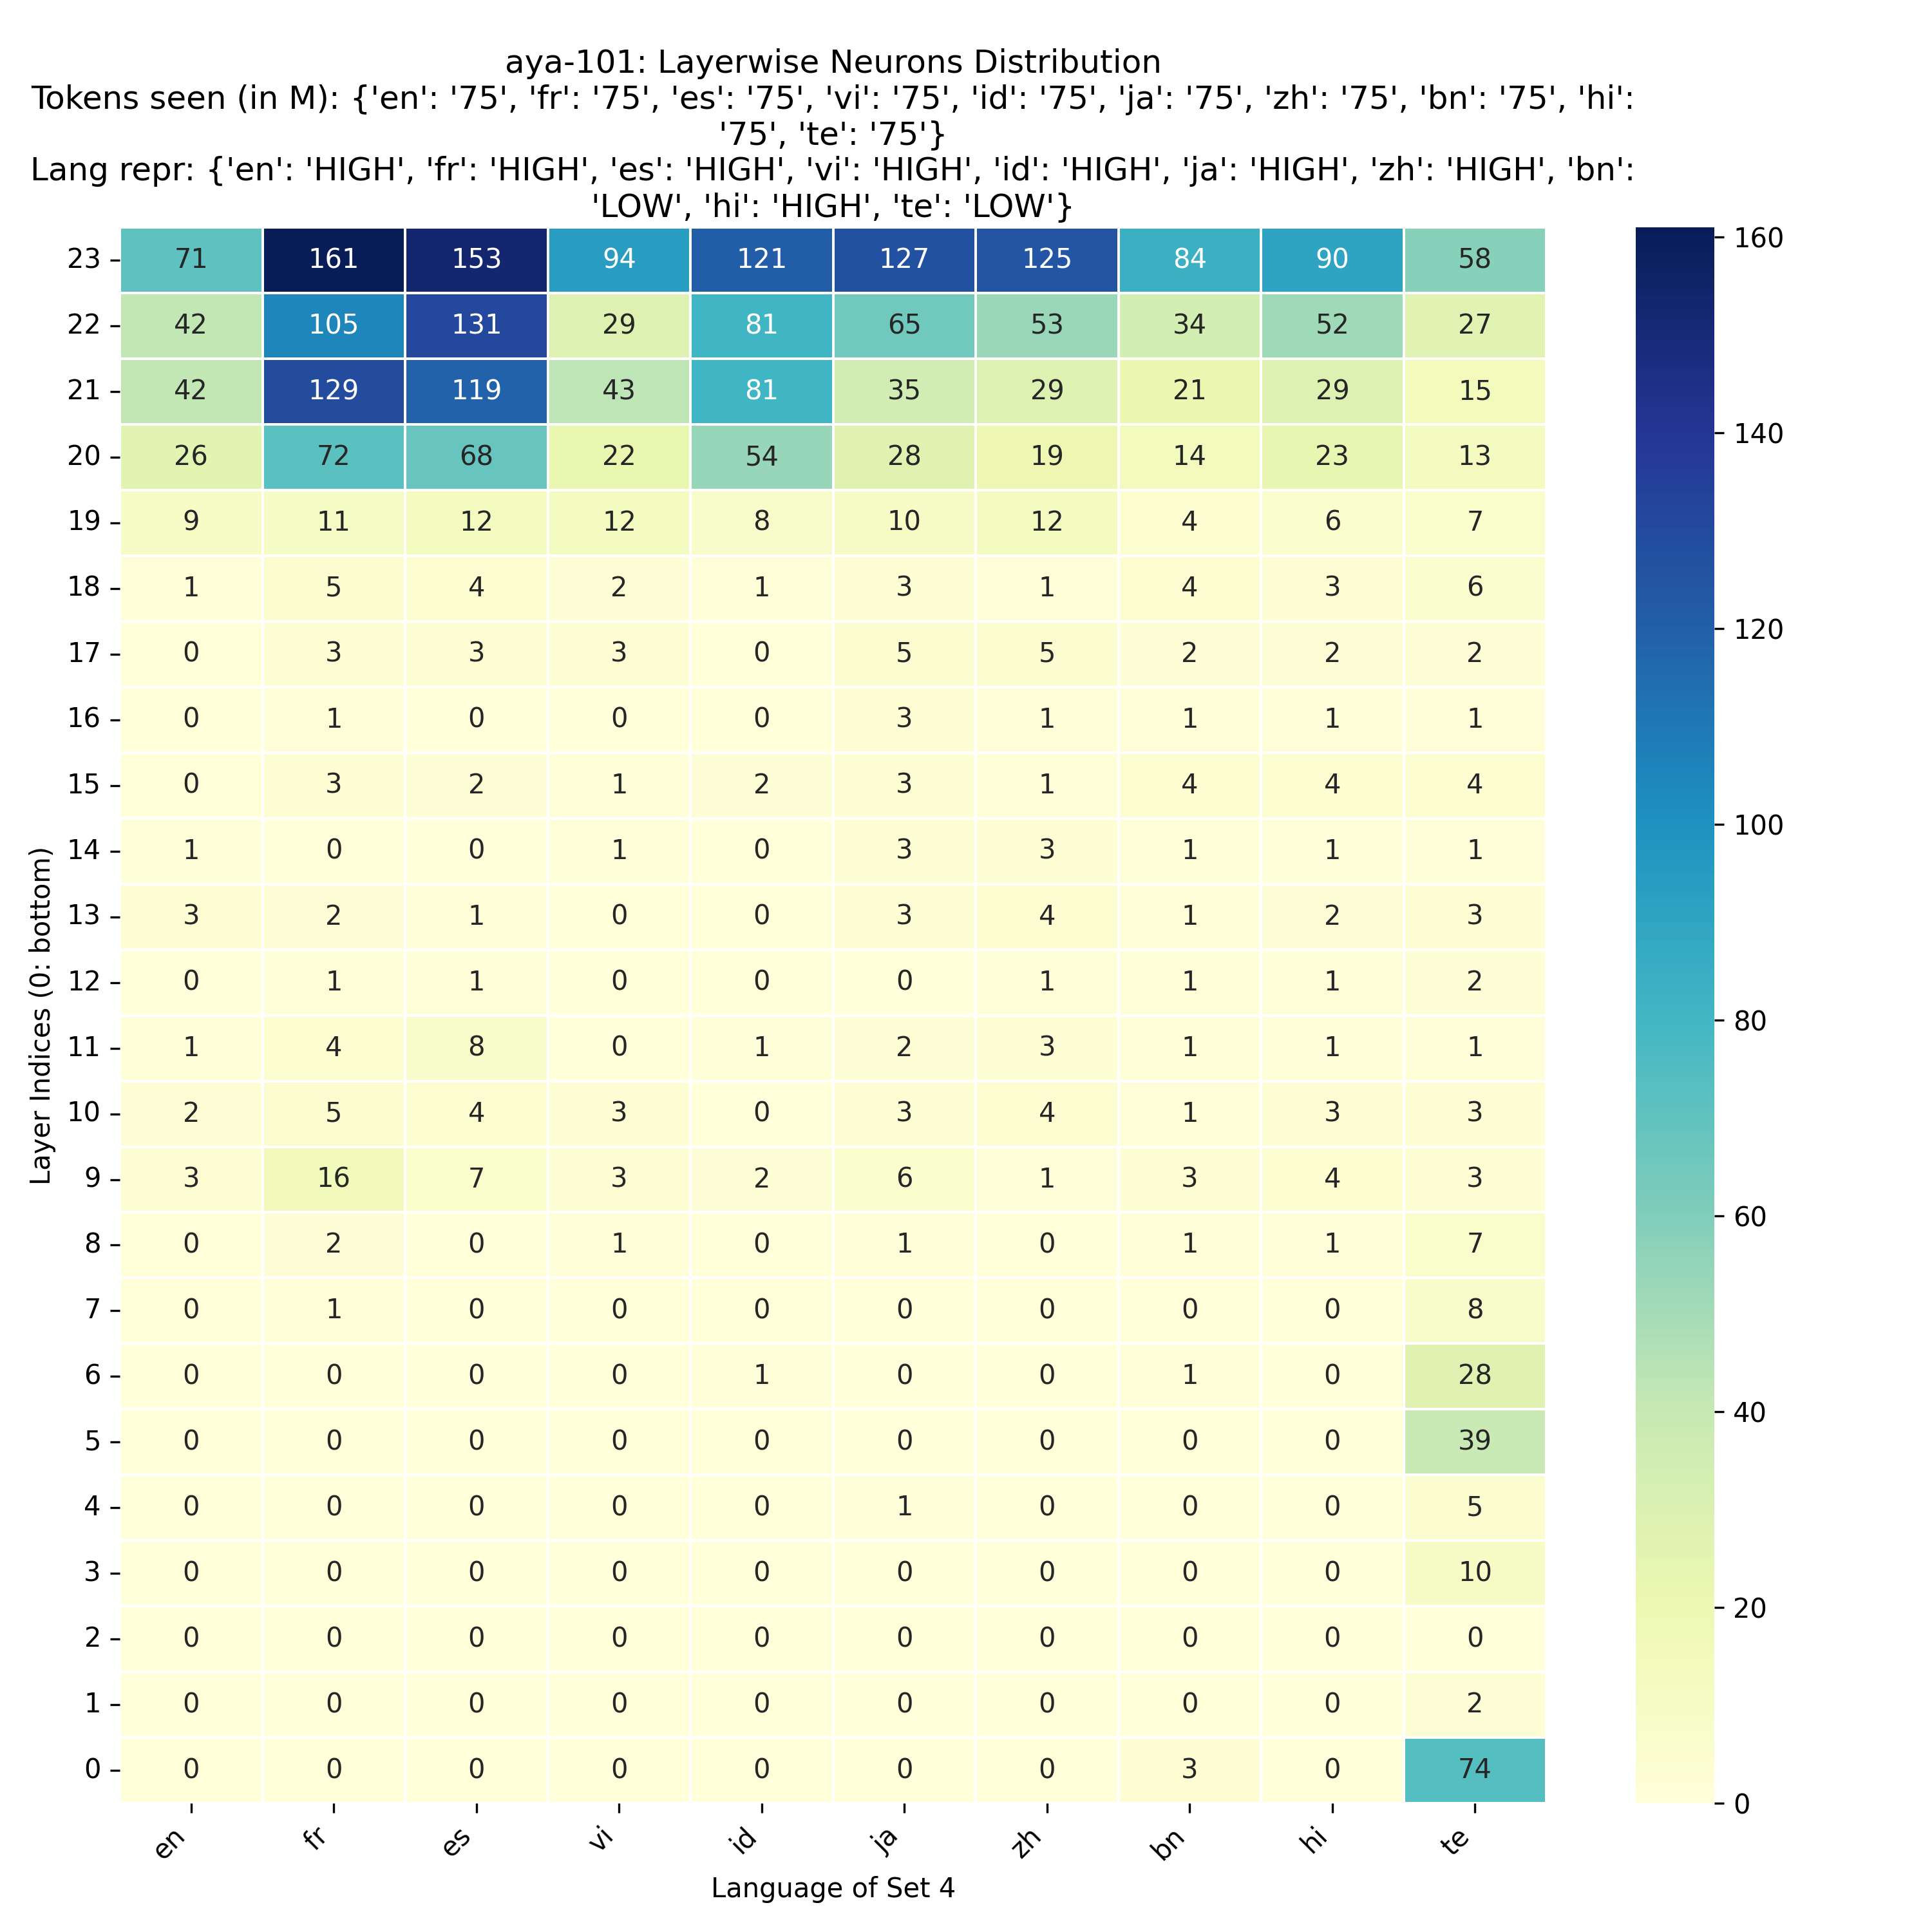 aya-101: Layerwise Neurons Distribution
Tokens seen (in M): {'en': '75', 'fr': '75', 'es': '75', 'vi': '75', 'id': '75', 'ja': '75', 'zh': '75', 'bn': '75', 'hi':
'75', 'te': '75'}
Lang repr: {'en': 'HIGH', 'fr': 'HIGH', 'es': 'HIGH', 'vi': 'HIGH', 'id': 'HIGH', 'ja': 'HIGH', 'zh': 'HIGH', 'bn':
'LOW', 'hi': 'HIGH', 'te': 'LOW'}
23 71 161 153 94 121 127 125 84 90 58
22 42 105 131 29 81 65 53 34 52 27
21 42 129 119 43 81 35 29 21 29 15
20 26 72 68 22 54 28 19 14 23 13
19 9 11 12 12 8 10 12 4 6 7
18 1 5 4 2 1 3 1 4 3 6
17 0 3 3 3 0 5 5 2 2 2
16 0 1 0 0 0 3 1 1 1 1
15 0 3 2 1 2 3 1 4 4 4
14 1 0 0 1 0 3 3 1 1 1
13 3 2 1 0 0 3 4 1 2 3
12 0 1 1 0 0 0 1 1 1 2
11 1 4 8 0 1 2 3 1 1 1
10 2 5 4 3 0 3 4 1 3 3
9 3 16 7 3 2 6 1 3 4 3
8 0 2 0 1 0 1 0 1 1 7
7 0 1 0 0 0 0 0 0 0 8
6 0 0 0 0 1 0 0 1 0 28
5 0 0 0 0 0 0 0 0 0 39
4 0 0 0 0 0 1 0 0 0 5
3 0 0 0 0 0 0 0 0 0 10
2 0 0 0 0 0 0 0 0 0 0
1 0 0 0 0 0 0 0 0 0 2
0 0 0 0 0 0 0 0 3 0 74
en fr es vi id ja zh bn hi te
Language of Set 4
Layer Indices (0: bottom)
160
140
120
100
80
60
40
20
0